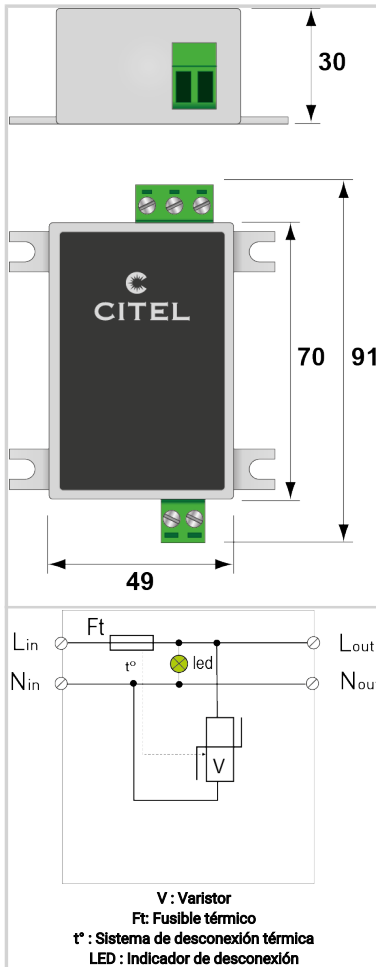 30
CITEL
70
91
49
Ft
Lin
Lout
t°
led
Nin
Nout
V
V : Varistor
Ft: Fusible térmico
t° : Sistema de desconexión térmica
LED : Indicador de desconexión